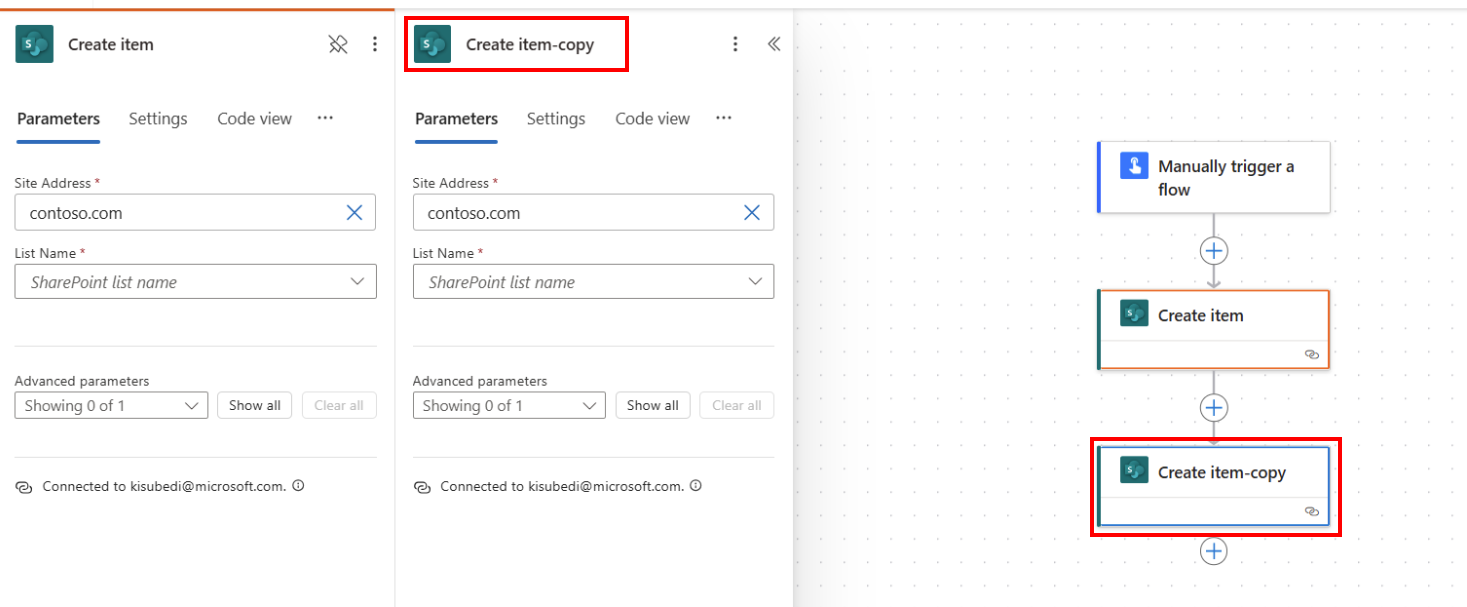 Create item
Parameters Settings Code view ...
Site Address *
contoso.com
List Name *
SharePoint list name
Advanced parameters
Showing 0 of 1 Show all Clear all
Connected to kisubedi@microsoft.com.
Create item-copy
Parameters Settings Code view ...
Site Address *
contoso.com
List Name *
SharePoint list name
Advanced parameters
Showing 0 of 1 Show all Clear all
Connected to kisubedi@microsoft.com.
Manually trigger a
flow
Create item
Create item-copy